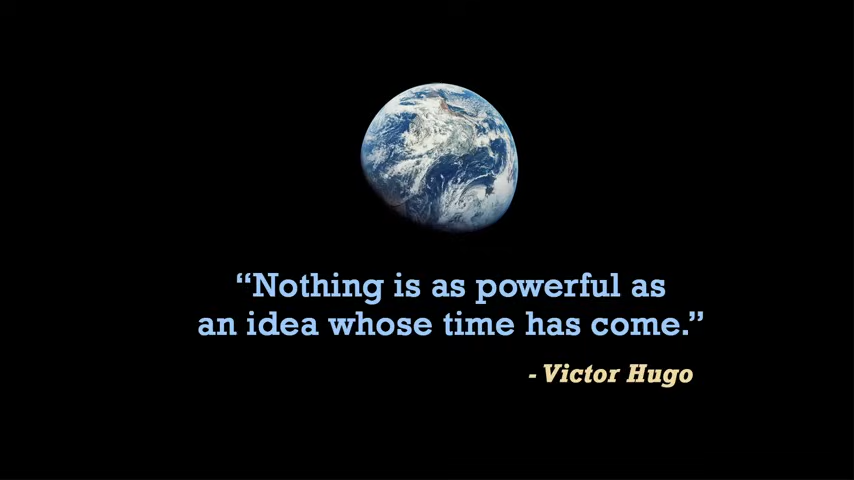 “Nothing is as powerful as
an idea whose time has come.”
- Victor Hugo